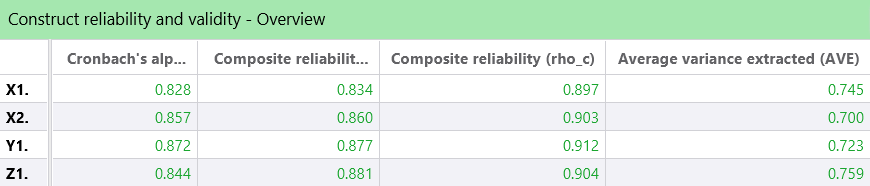 Construct reliability and validity - Overview
Cronbach's alp... Composite reliabilit... Composite reliability (rho_c) Average variance extracted (AVE)
X1. 0.828 0.834 0.897 0.745
X2. 0.857 0.860 0.903 0.700
Y1. 0.872 0.877 0.912 0.723
Z1. 0.844 0.881 0.904 0.759